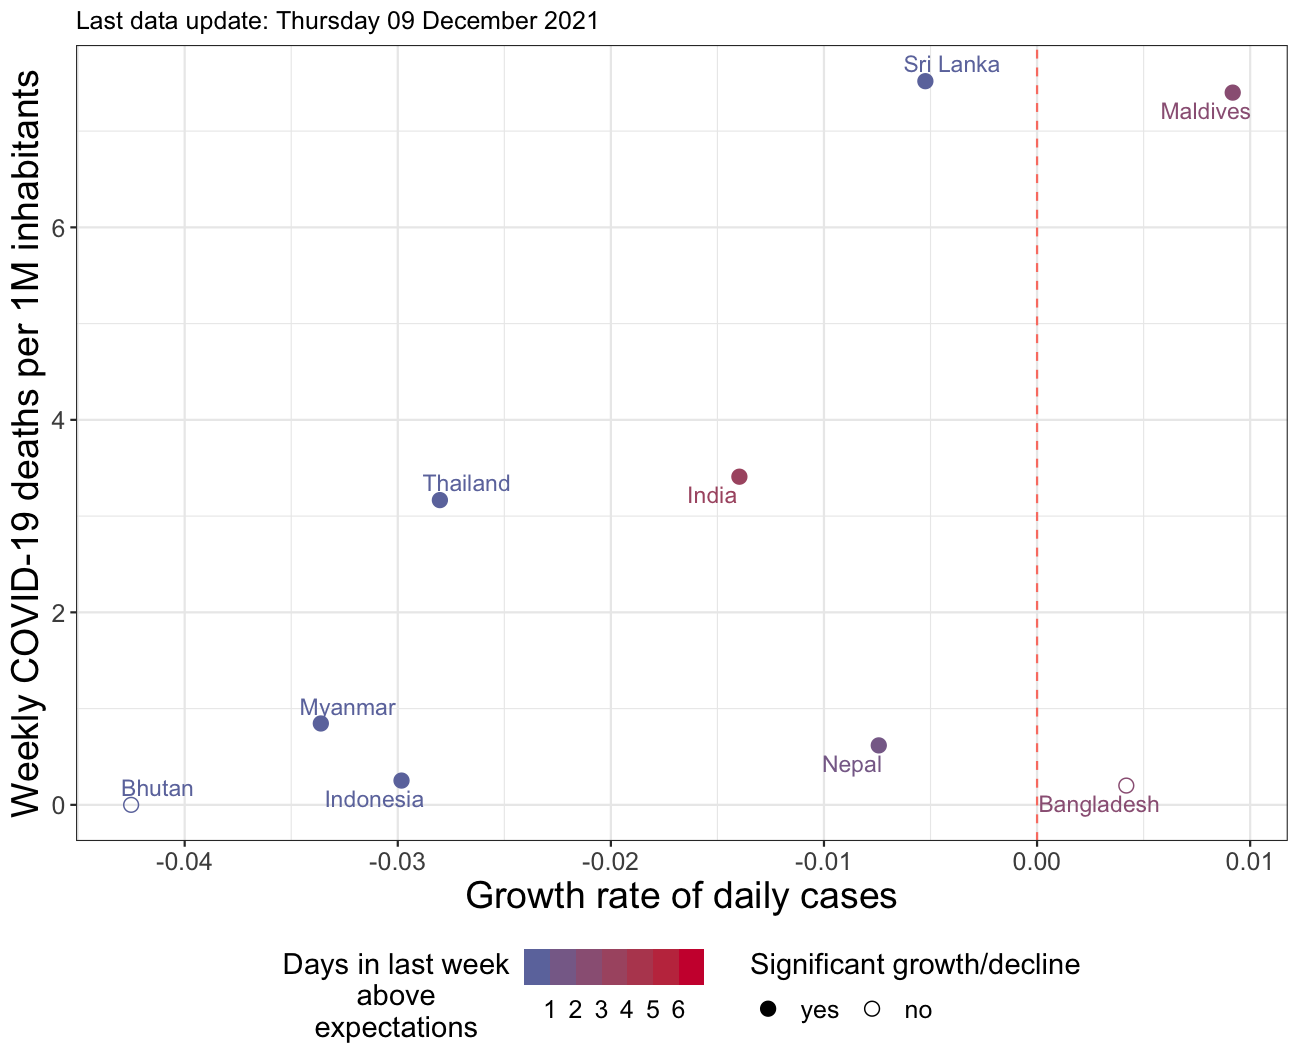 Last data update: Thursday 09 December 2021
Weekly COVID-19 deaths per 1M inhabitants
Sri Lanka
Maldives
6
4
Thailand
India
2
Myanmar
Nepal
Bhutan
Indonesia
Bangladesh
0
-0.04 -0.03 -0.02 -0.01 0.00 0.01
Growth rate of daily cases
Days in last week
above
expectations
1 2 3 4 5 6
Significant growth/decline
yes no